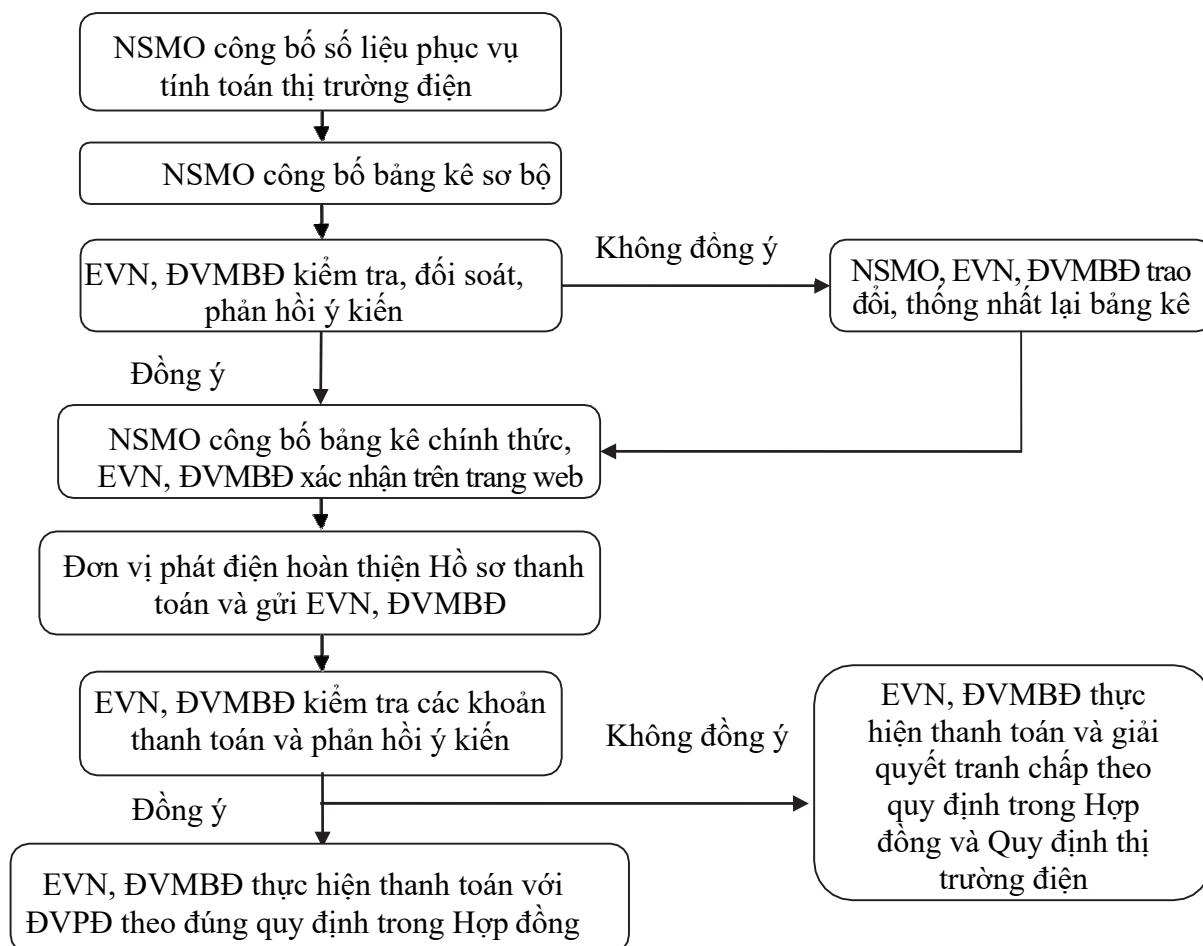 NSMO công bố số liệu phục vụ
tính toán thị trường điện
NSMO công bố bảng kê sơ bộ
EVN, ĐVMBĐ kiểm tra, đối soát,
phản hồi ý kiến
Không đồng ý
NSMO, EVN, ĐVMBĐ trao
đổi, thống nhất lại bảng kê
Đồng ý
NSMO công bố bảng kê chính thức,
EVN, ĐVMBĐ xác nhận trên trang web
Đơn vị phát điện hoàn thiện Hồ sơ thanh
toán và gửi EVN, ĐVMBĐ
EVN, ĐVMBĐ kiểm tra các khoản
thanh toán và phản hồi ý kiến
Không đồng ý
EVN, ĐVMBĐ thực
hiện thanh toán và giải
quyết tranh chấp theo
quy định trong Hợp
đồng và Quy định thị
trường điện
Đồng ý
EVN, ĐVMBĐ thực hiện thanh toán với
ĐVPĐ theo đúng quy định trong Hợp đồng